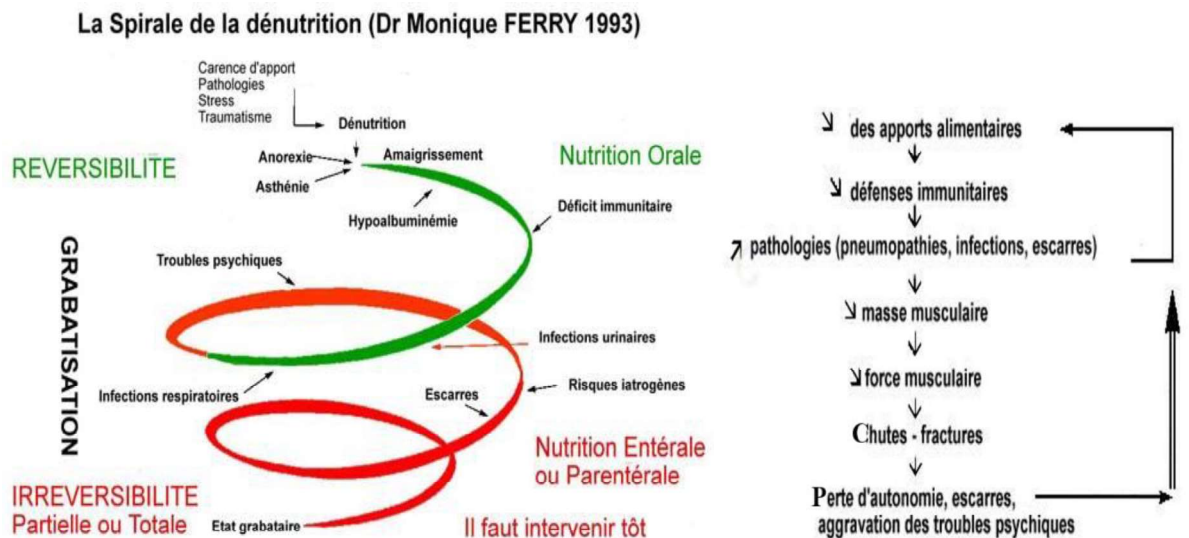 La Spirale de la dénutrition (Dr Monique FERRY 1993)
Carence d'apport
Pathologies
Stress
Traumatisme
Dénutrition
REVERSIBILITE
Anorexie
Amaigrissement
Nutrition Orale
Asthénie
Hypoalbuminémie
Déficit immunitaire
GRABATISATION
Troubles psychiques
Infections urinaires
Infections respiratoires
Escarres
Risques iatrogènes
Nutrition Entérale
ou Parentérale
IRREVERSIBILITE
Partielle ou Totale
Etat grabataire
Il faut intervenir tôt
↘ des apports alimentaires
↘ défenses immunitaires
↗ pathologies (pneumopathies, infections, escarres)
↘ masse musculaire
↘ force musculaire
Chutes - fractures
Perte d'autonomie, escarres,
aggravation des troubles psychiques